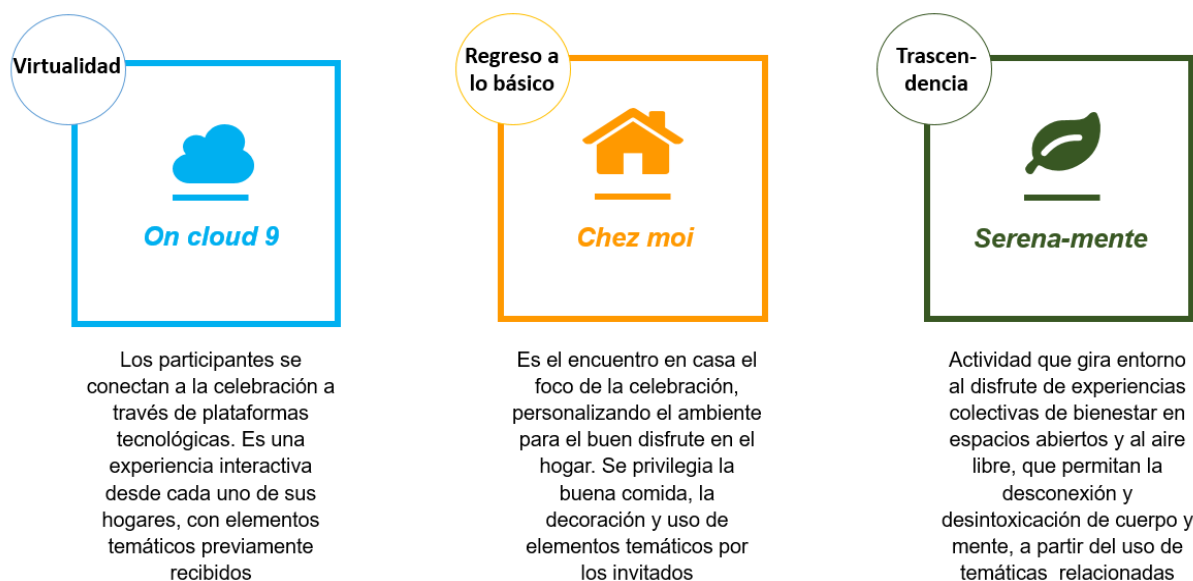 Virtualidad
On cloud 9
Los participantes se
conectan a la celebración a
través de plataformas
tecnológicas. Es una
experiencia interactiva
desde cada uno de sus
hogares, con elementos
temáticos previamente
recibidos
Regreso a
lo básico
Chez moi
Es el encuentro en casa el
foco de la celebración,
personalizando el ambiente
para el buen disfrute en el
hogar. Se privilegia la
buena comida, la
decoración y uso de
elementos temáticos por
los invitados
Trascen-
dencia
Serena-mente
Actividad que gira entorno
al disfrute de experiencias
colectivas de bienestar en
espacios abiertos y al aire
libre, que permitan la
desconexión y
desintoxicación de cuerpo y
mente, a partir del uso de
temáticas relacionadas